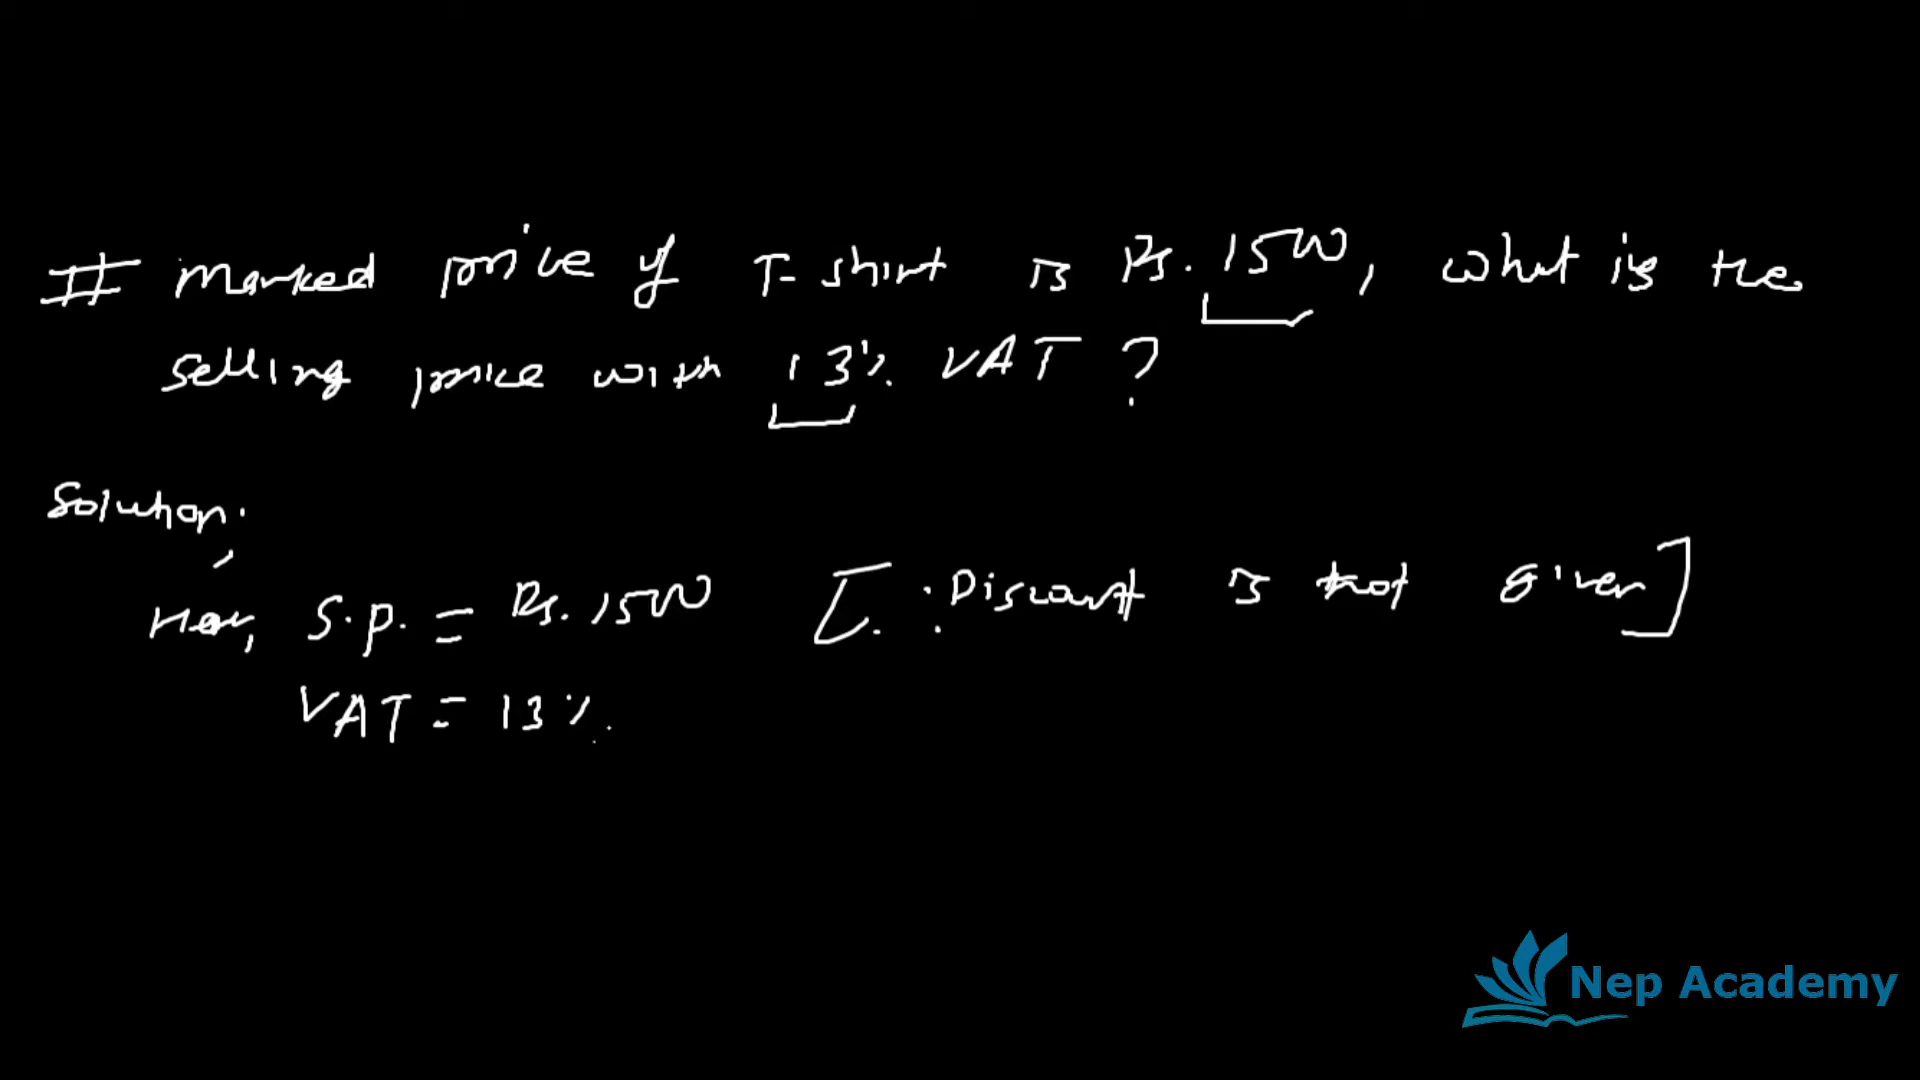 # Marked price of T-shirt is Rs. 1500, what is the
selling price with 13% VAT ?
Solution.
Here, S.P. = Rs. 1500 [∵ Discount is not given]
VAT = 13%
Nep Academy